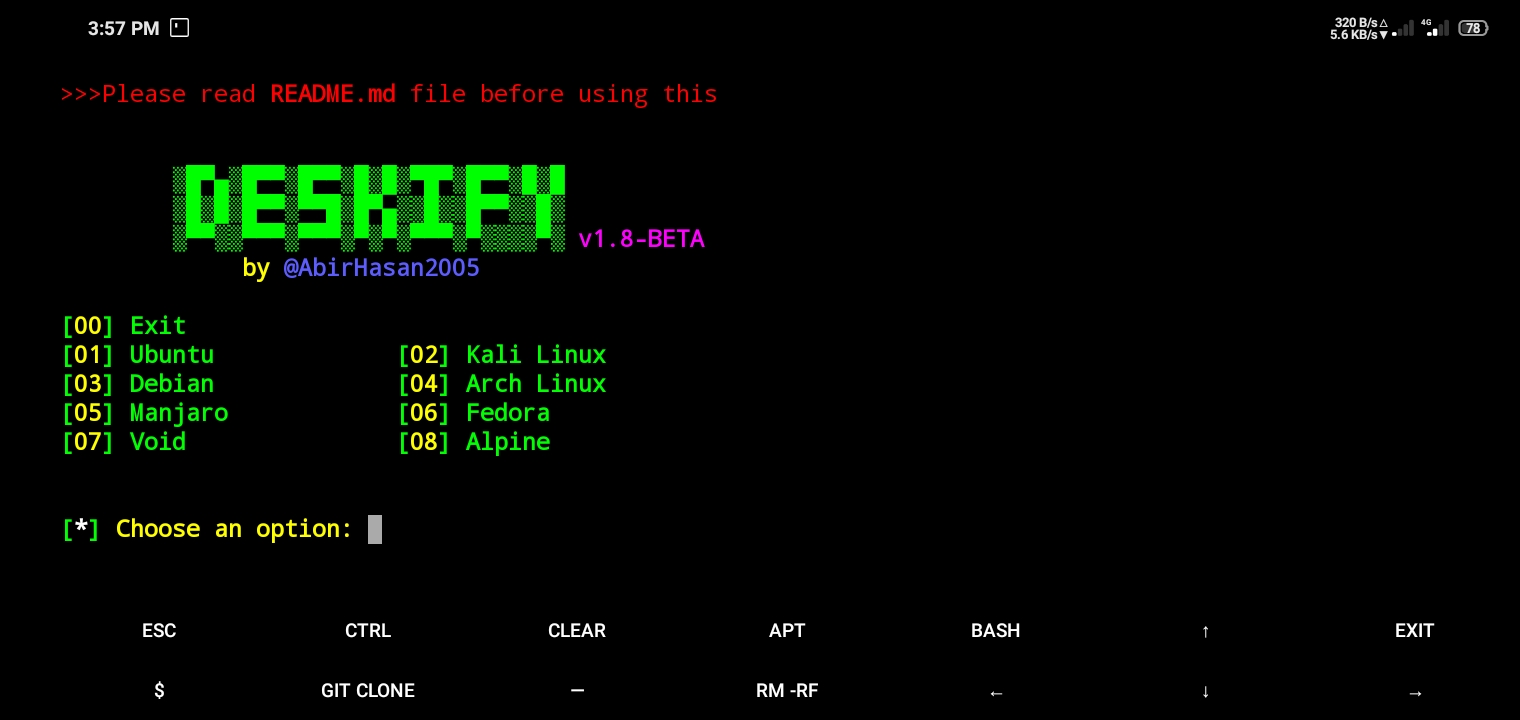 3:57 PM
320 B/s△
5.6 KB/s▼
4G
78
>>>Please read README.md file before using this
DESKIFY
v1.8-BETA
by @AbirHasan2005
[00] Exit
[01] Ubuntu [02] Kali Linux
[03] Debian [04] Arch Linux
[05] Manjaro [06] Fedora
[07] Void [08] Alpine
[*] Choose an option:
ESC CTRL CLEAR APT BASH ↑ EXIT
$ GIT CLONE — RM -RF ← ↓ →